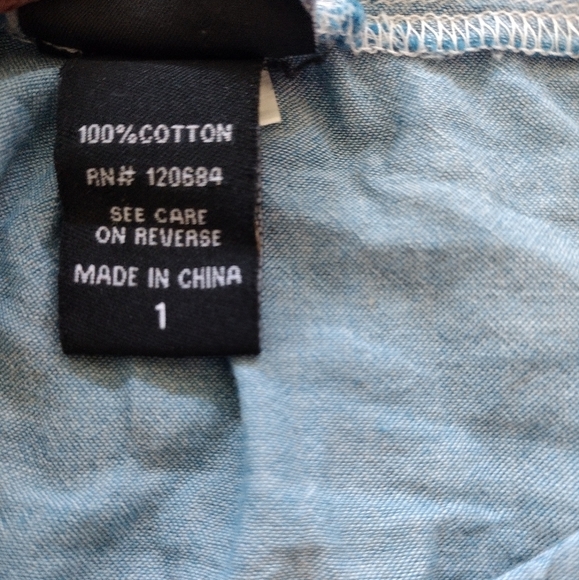 100%COTTON
RN# 120684
SEE CARE
ON REVERSE
MADE IN CHINA
1